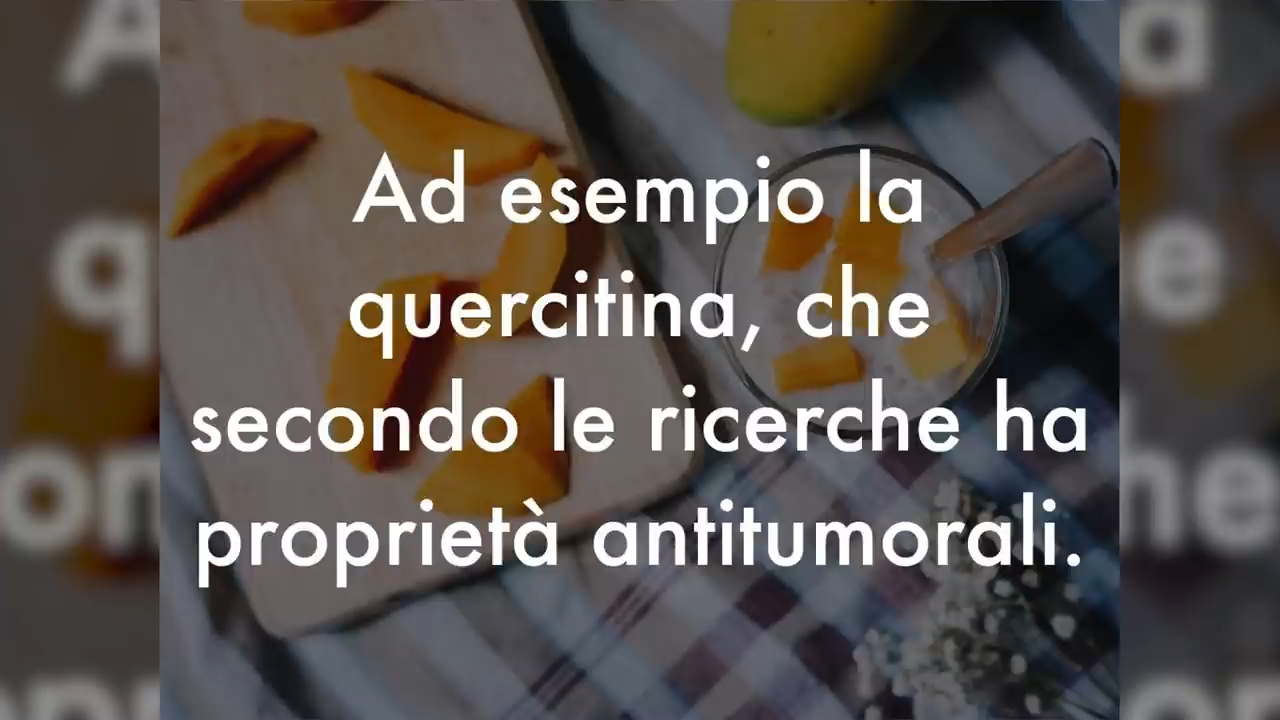 Ad esempio la
quercitina, che
secondo le ricerche ha
proprietà antitumorali.